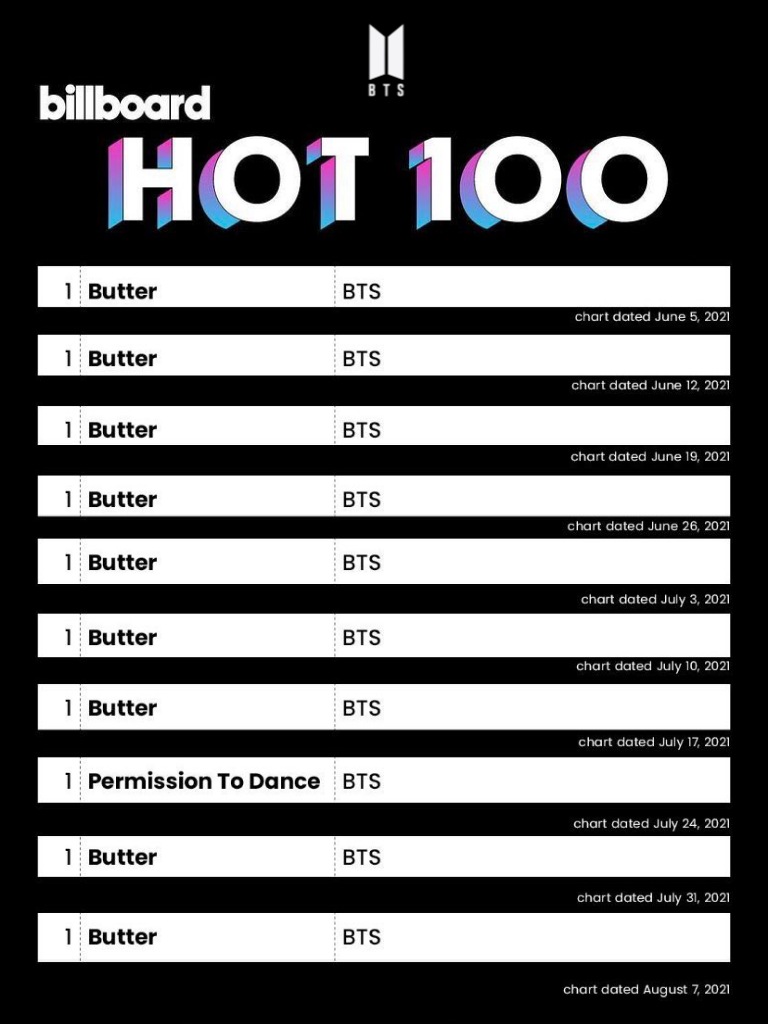 BTS
billboard
HOT 100
1 Butter BTS
chart dated June 5, 2021
1 Butter BTS
chart dated June 12, 2021
1 Butter BTS
chart dated June 19, 2021
1 Butter BTS
chart dated June 26, 2021
1 Butter BTS
chart dated July 3, 2021
1 Butter BTS
chart dated July 10, 2021
1 Butter BTS
chart dated July 17, 2021
1 Permission To Dance BTS
chart dated July 24, 2021
1 Butter BTS
chart dated July 31, 2021
1 Butter BTS
chart dated August 7, 2021